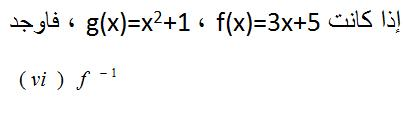 إذا كانت f(x)=3x+5 ، g(x)=x²+1 ، فاوجد
( vi ) f ⁻¹